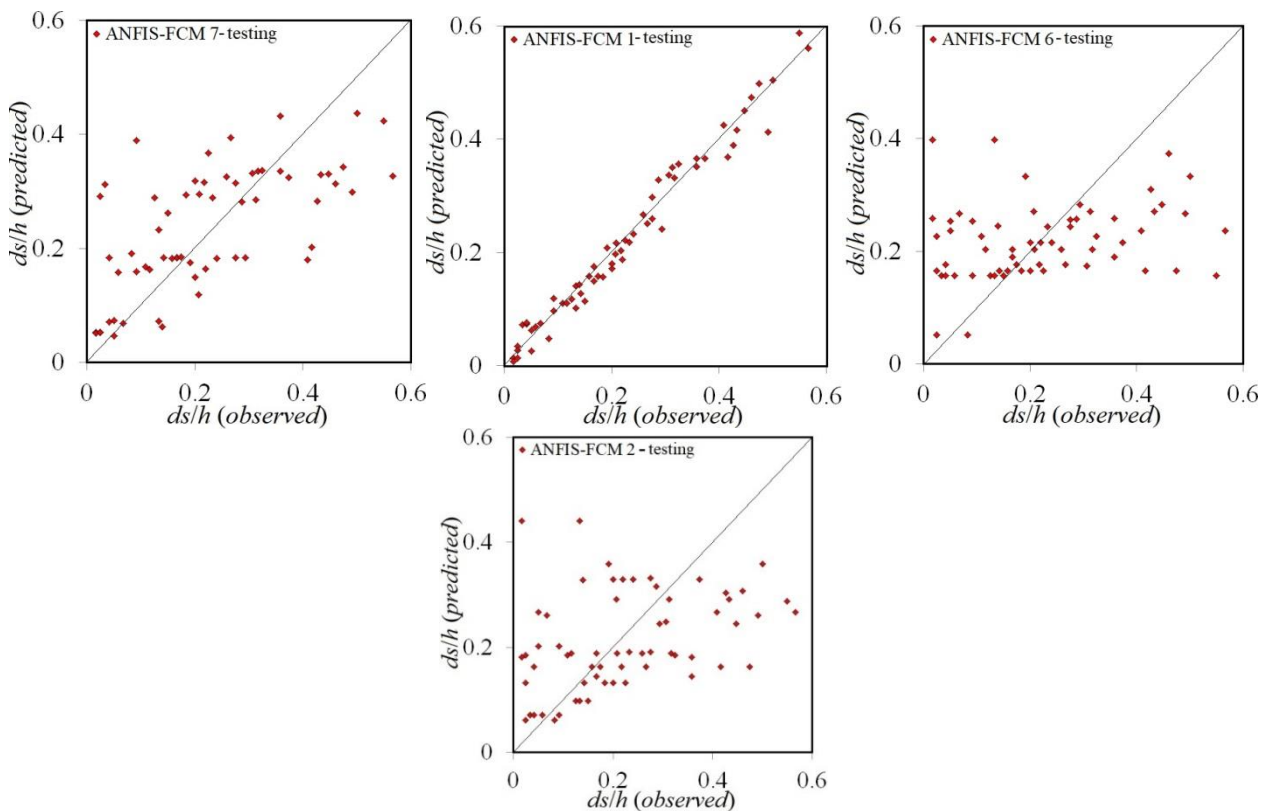 0.6
ANFIS-FCM 7- testing
0.4
0.2
0
ds/h (predicted)
0
0.2
0.4
0.6
ds/h (observed)
0.6
ANFIS-FCM 1- testing
0.4
0.2
0
ds/h (predicted)
0
0.2
0.4
0.6
ds/h (observed)
0.6
ANFIS-FCM 6 - testing
0.4
0.2
0
ds/h (predicted)
0
0.2
0.4
0.6
ds/h (observed)
0.6
ANFIS-FCM 2 - testing
0.4
0.2
0
ds/h (predicted)
0
0.2
0.4
0.6
ds/h (observed)